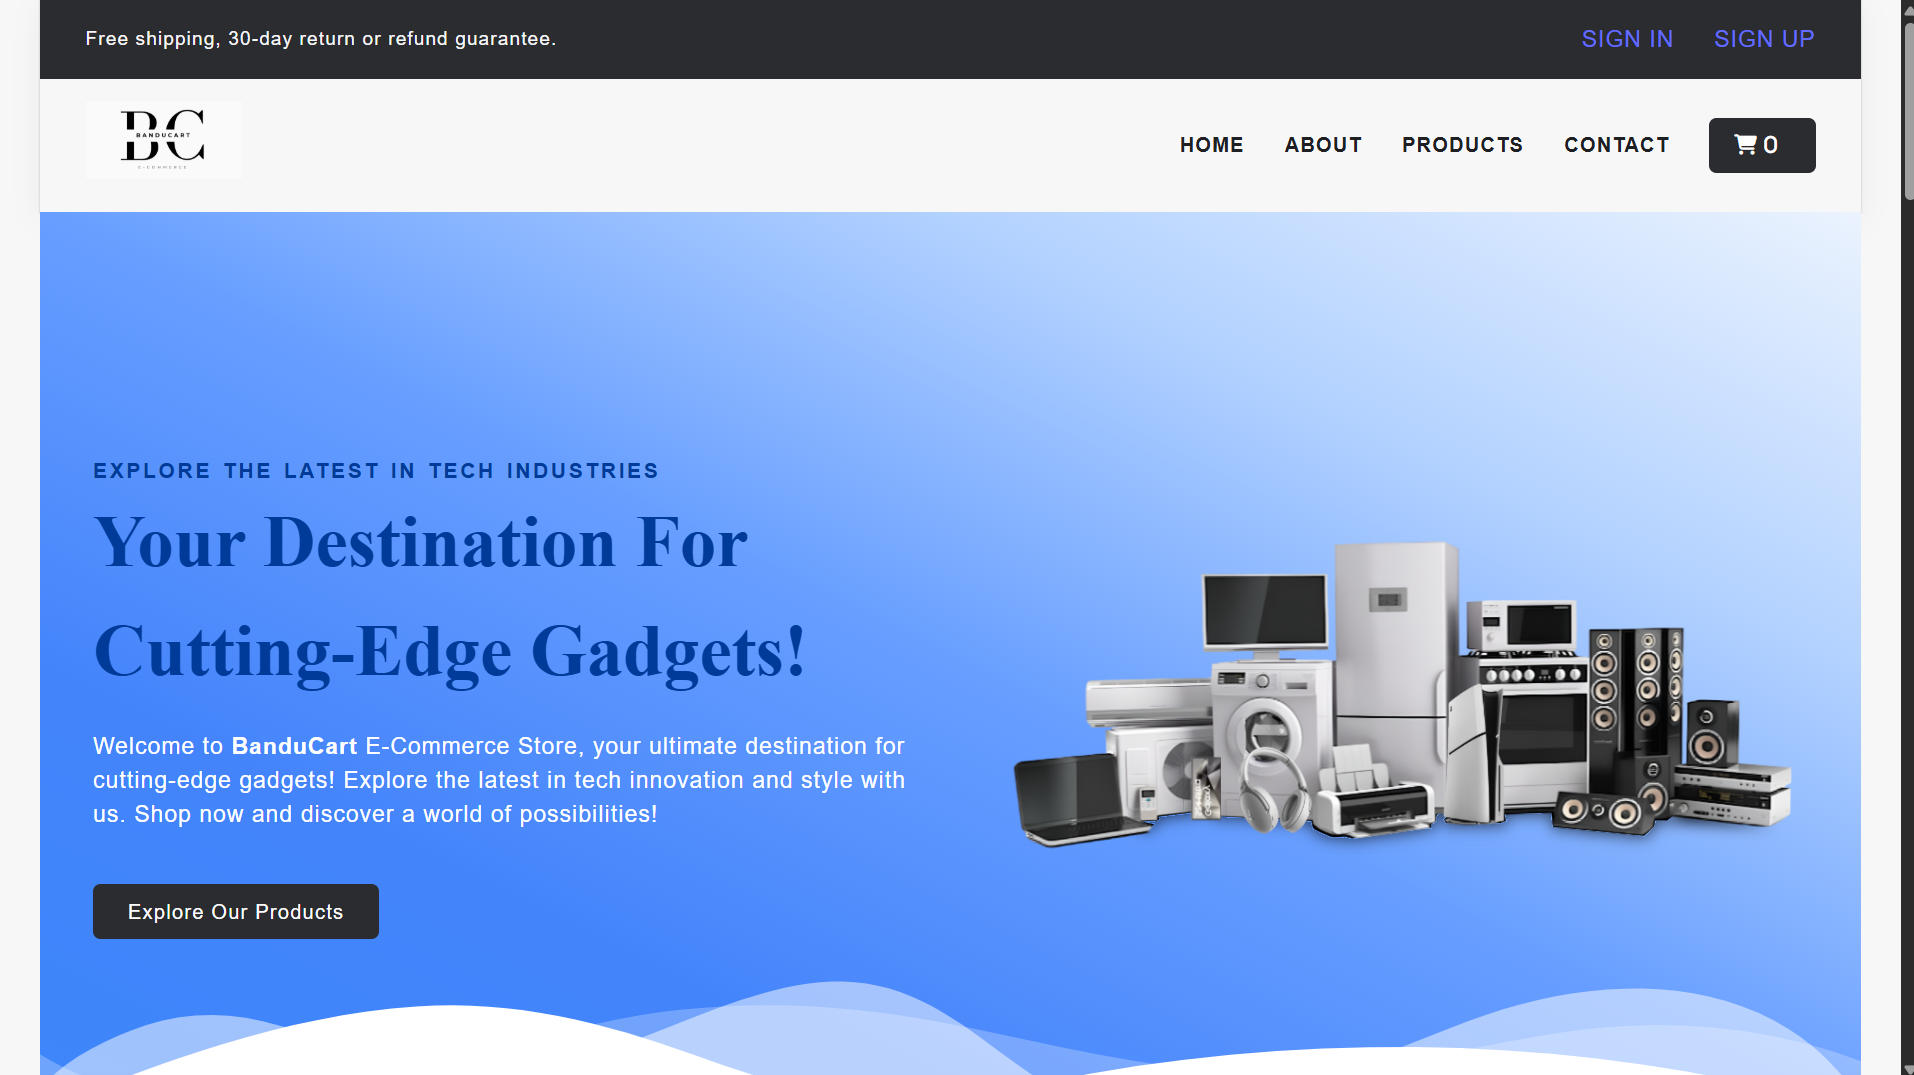 Free shipping, 30-day return or refund guarantee.
SIGN IN
SIGN UP
BC
BANDUCART
E-COMMERCE
HOME
ABOUT
PRODUCTS
CONTACT
0
EXPLORE THE LATEST IN TECH INDUSTRIES
Your Destination For
Cutting-Edge Gadgets!
Welcome to BanduCart E-Commerce Store, your ultimate destination for
cutting-edge gadgets! Explore the latest in tech innovation and style with
us. Shop now and discover a world of possibilities!
Explore Our Products